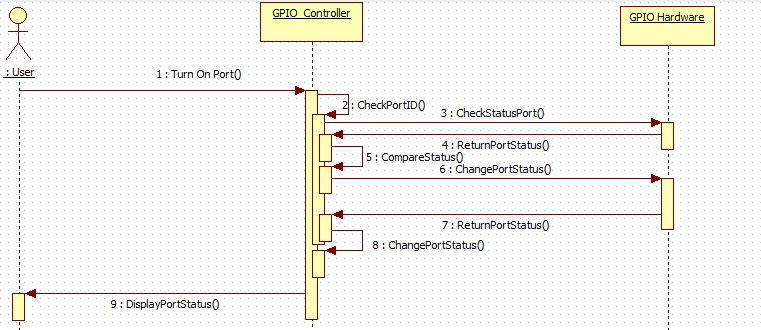 GPIO_Controller
GPIO Hardware
: User
1 : Turn On Port()
2 : CheckPortID()
3 : CheckStatusPort()
4 : ReturnPortStatus()
5 : CompareStatus()
6 : ChangePortStatus()
7 : ReturnPortStatus()
8 : ChangePortStatus()
9 : DisplayPortStatus()